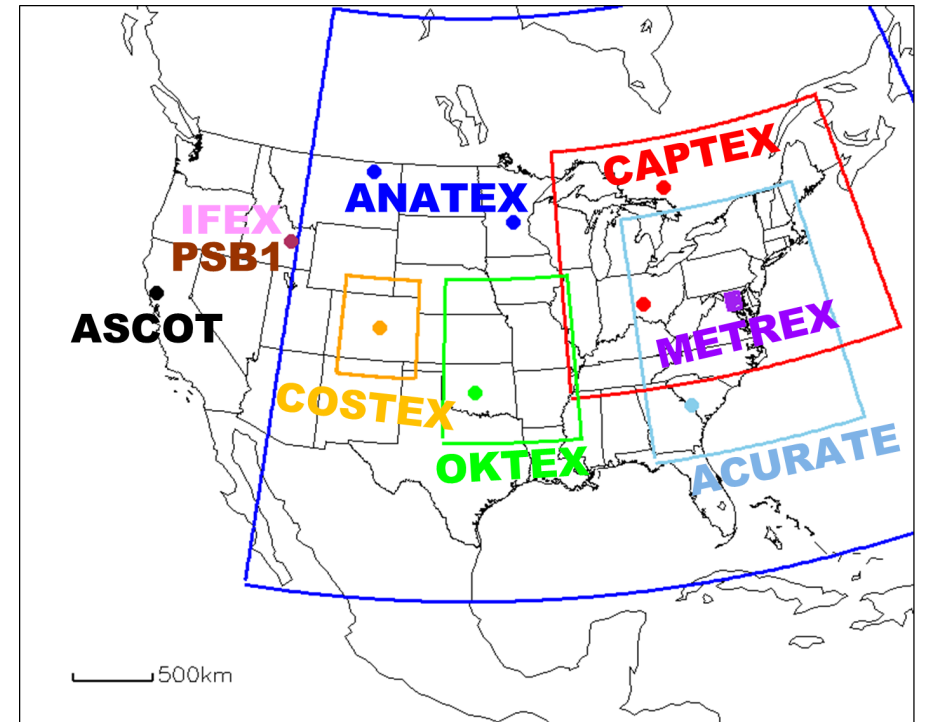 CAPTEX
ANATEX
IFEX
PSB1
ASCOT
METREX
COSTEX
OKTEX
ACURATE
500km